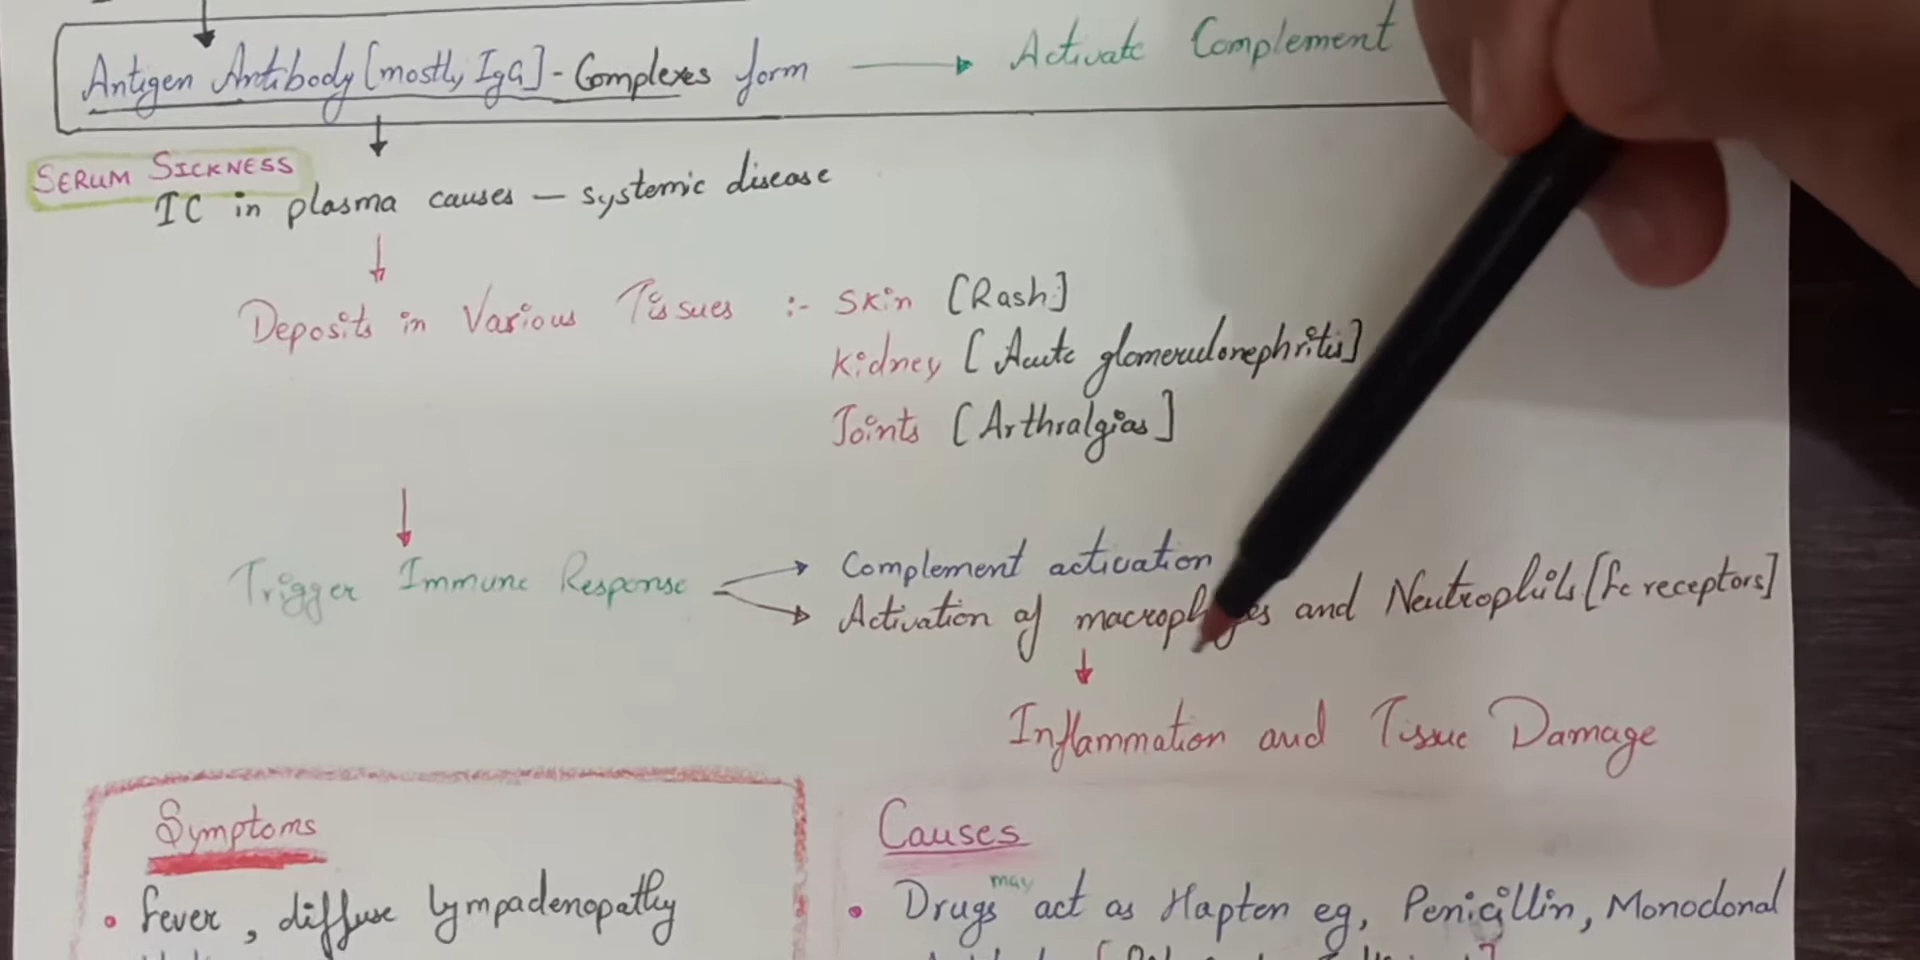 Antigen Antibody [mostly IgG] - Complexes form → Activate Complement
SERUM SICKNESS
IC in plasma causes — systemic disease
Deposits in Various Tissues :- Skin [Rash]
Kidney [Acute glomerulonephritis]
Joints [Arthralgias]
Trigger Immune Response
Complement activation
Activation of macrophages and Neutrophils [Fc receptors]
Inflammation and Tissue Damage
Symptoms
• Fever, diffuse lympadenopathy
Causes
may
• Drugs act as Hapten eg, Penicillin, Monoclonal